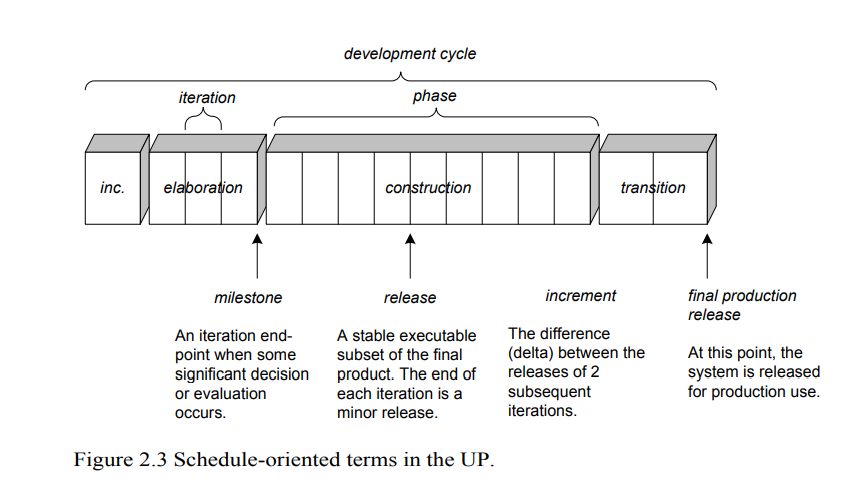 development cycle
iteration
phase
inc.
elaboration
construction
transition
milestone
An iteration end-
point when some
significant decision
or evaluation
occurs.
release
A stable executable
subset of the final
product. The end of
each iteration is a
minor release.
increment
The difference
(delta) between the
releases of 2
subsequent
iterations.
final production
release
At this point, the
system is released
for production use.
Figure 2.3 Schedule-oriented terms in the UP.